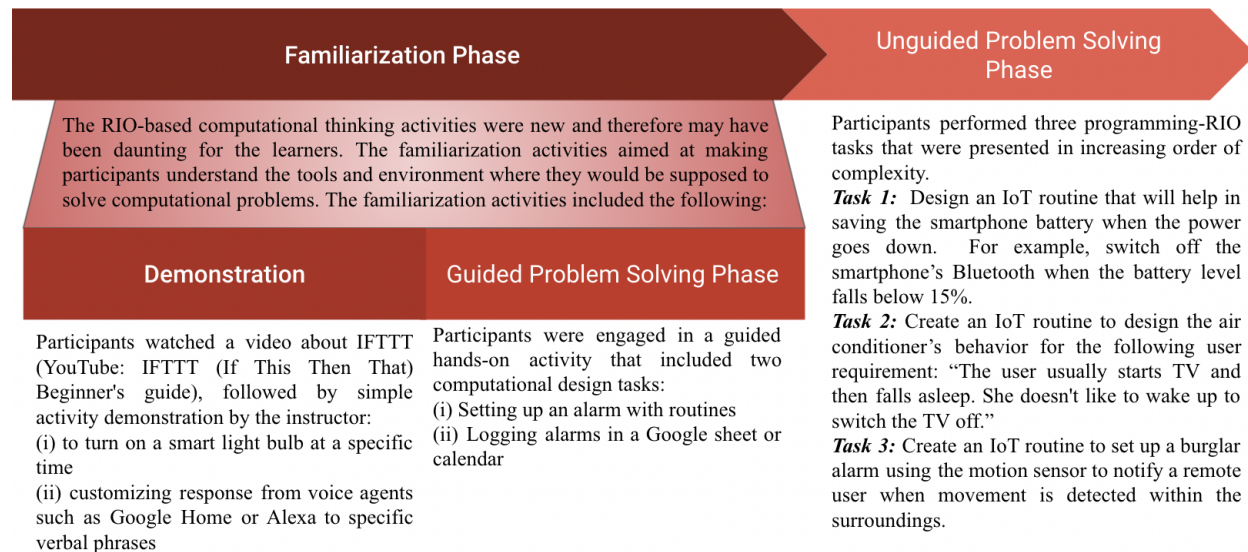 Familiarization Phase
Unguided Problem Solving
Phase
The RIO-based computational thinking activities were new and therefore may have
been daunting for the learners. The familiarization activities aimed at making
participants understand the tools and environment where they would be supposed to
solve computational problems. The familiarization activities included the following:
Demonstration
Guided Problem Solving Phase
Participants watched a video about IFTTT
(YouTube: IFTTT (If This Then That)
Beginner's guide), followed by simple
activity demonstration by the instructor:
(i) to turn on a smart light bulb at a specific
time
(ii) customizing response from voice agents
such as Google Home or Alexa to specific
verbal phrases
Participants were engaged in a guided
hands-on activity that included two
computational design tasks:
(i) Setting up an alarm with routines
(ii) Logging alarms in a Google sheet or
calendar
Participants performed three programming-RIO
tasks that were presented in increasing order of
complexity.
Task 1: Design an IoT routine that will help in
saving the smartphone battery when the power
goes down. For example, switch off the
smartphone's Bluetooth when the battery level
falls below 15%.
Task 2: Create an IoT routine to design the air
conditioner's behavior for the following user
requirement: “The user usually starts TV and
then falls asleep. She doesn't like to wake up to
switch the TV off.”
Task 3: Create an IoT routine to set up a burglar
alarm using the motion sensor to notify a remote
user when movement is detected within the
surroundings.